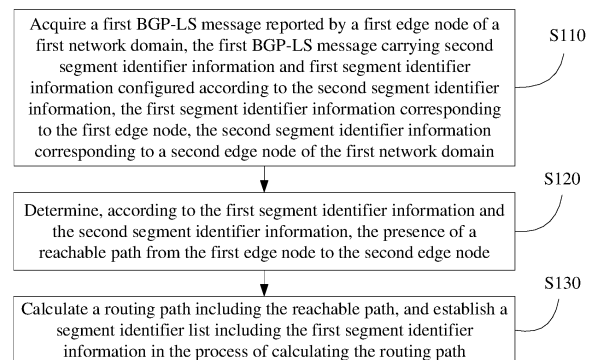 Acquire a first BGP-LS message reported by a first edge node of a
first network domain, the first BGP-LS message carrying second
segment identifier information and first segment identifier
information configured according to the second segment identifier
information, the first segment identifier information corresponding
to the first edge node, the second segment identifier information
corresponding to a second edge node of the first network domain
S110
Determine, according to the first segment identifier information and
the second segment identifier information, the presence of a
reachable path from the first edge node to the second edge node
S120
Calculate a routing path including the reachable path, and establish a
segment identifier list including the first segment identifier
information in the process of calculating the routing path
S130